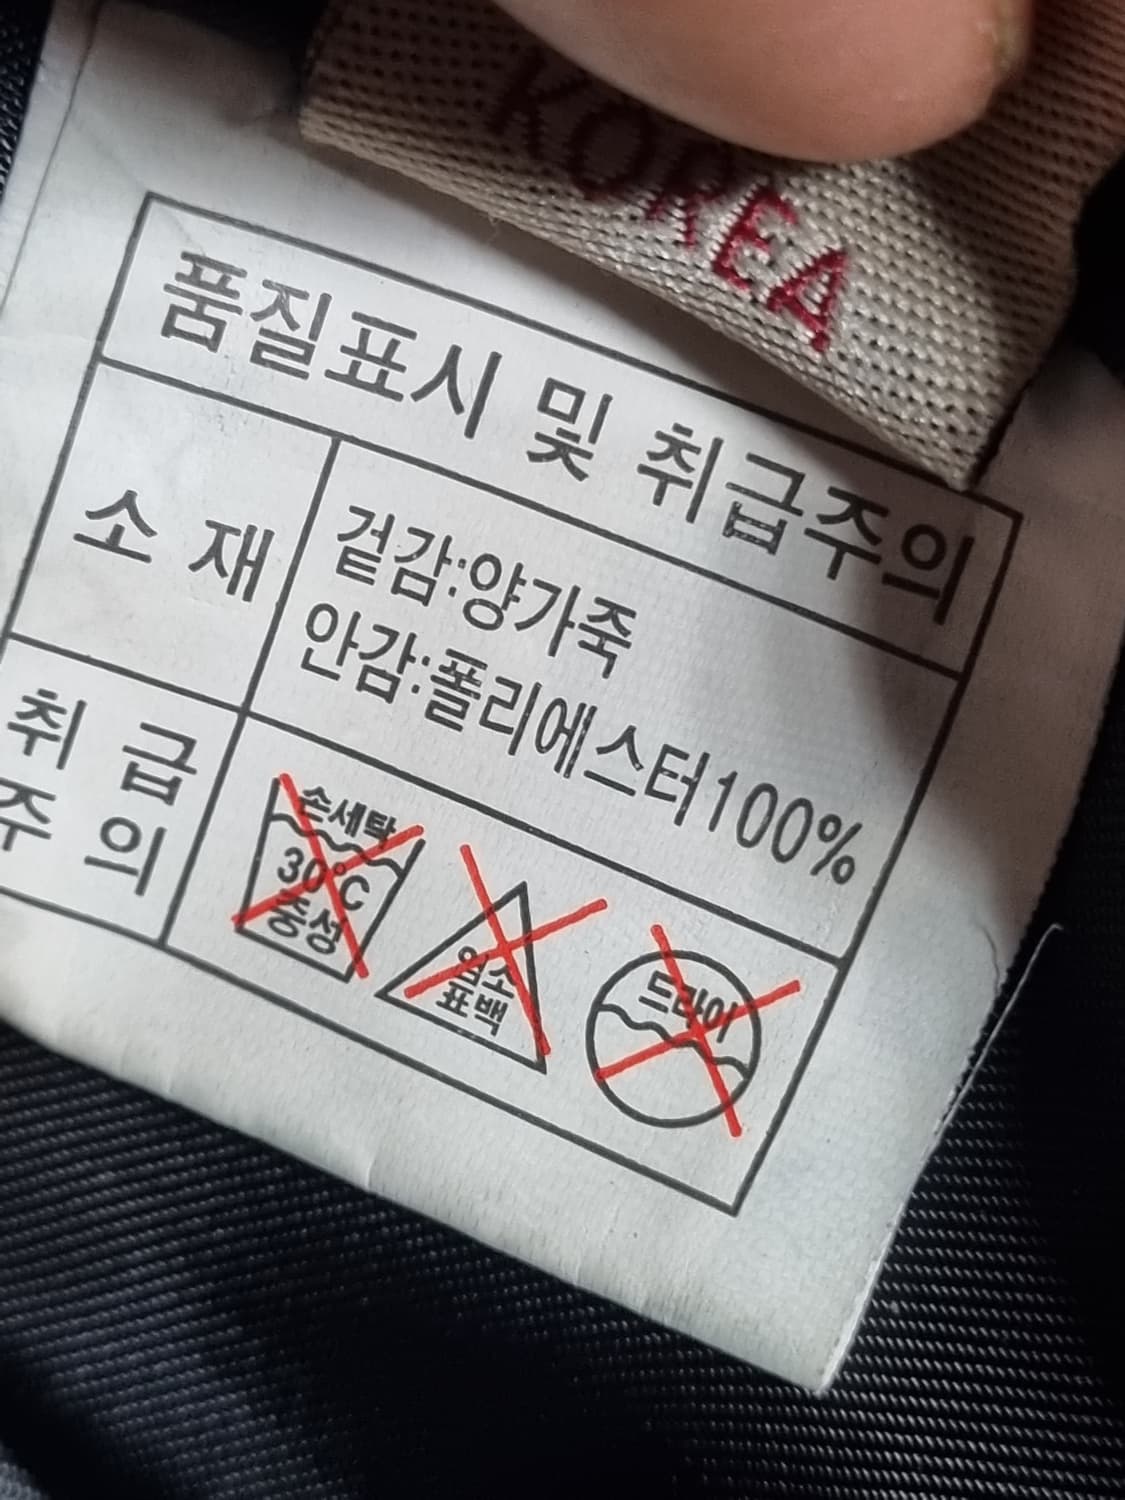 KOREA
품질표시 및 취급주의
소 재
겉감:양가죽
안감:폴리에스터100%
취 급
주 의
손세탁
30℃
중성
염소
표백
드라이